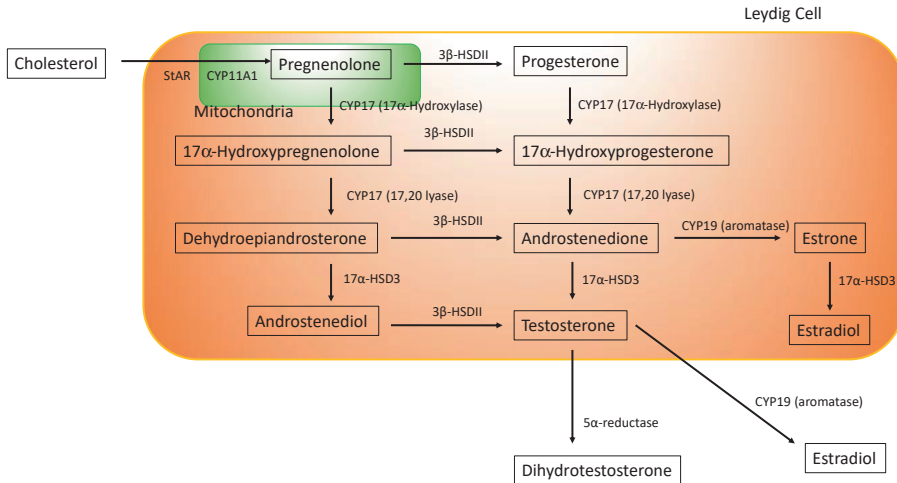 Leydig Cell
Cholesterol
StAR
CYP11A1
Pregnenolone
3β-HSDII
Progesterone
Mitochondria
CYP17 (17α-Hydroxylase)
CYP17 (17α-Hydroxylase)
17α-Hydroxypregnenolone
3β-HSDII
17α-Hydroxyprogesterone
CYP17 (17,20 lyase)
CYP17 (17,20 lyase)
Dehydroepiandrosterone
3β-HSDII
Androstenedione
CYP19 (aromatase)
Estrone
17α-HSD3
17α-HSD3
17α-HSD3
Androstenediol
3β-HSDII
Testosterone
Estradiol
CYP19 (aromatase)
5α-reductase
Dihydrotestosterone
Estradiol